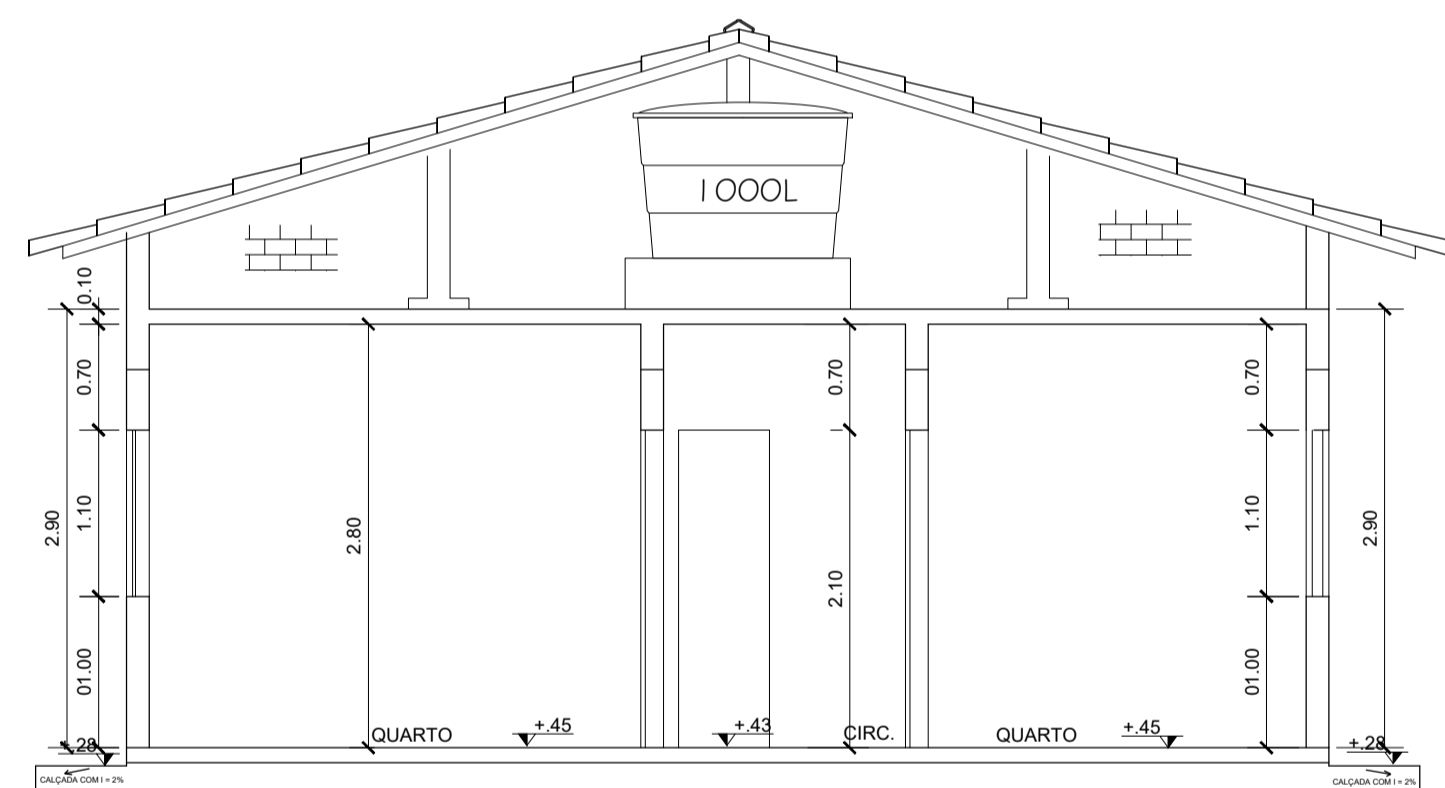 1 000L
0.10
0.70
1.10
2.90
01.00
2.80
0.70
2.10
0.70
1.10
01.00
2.90
QUARTO
+.45
+.43
CIRC.
QUARTO
+.45
+.28
+.28
CALÇADA COM I = 2%
CALÇADA COM I = 2%